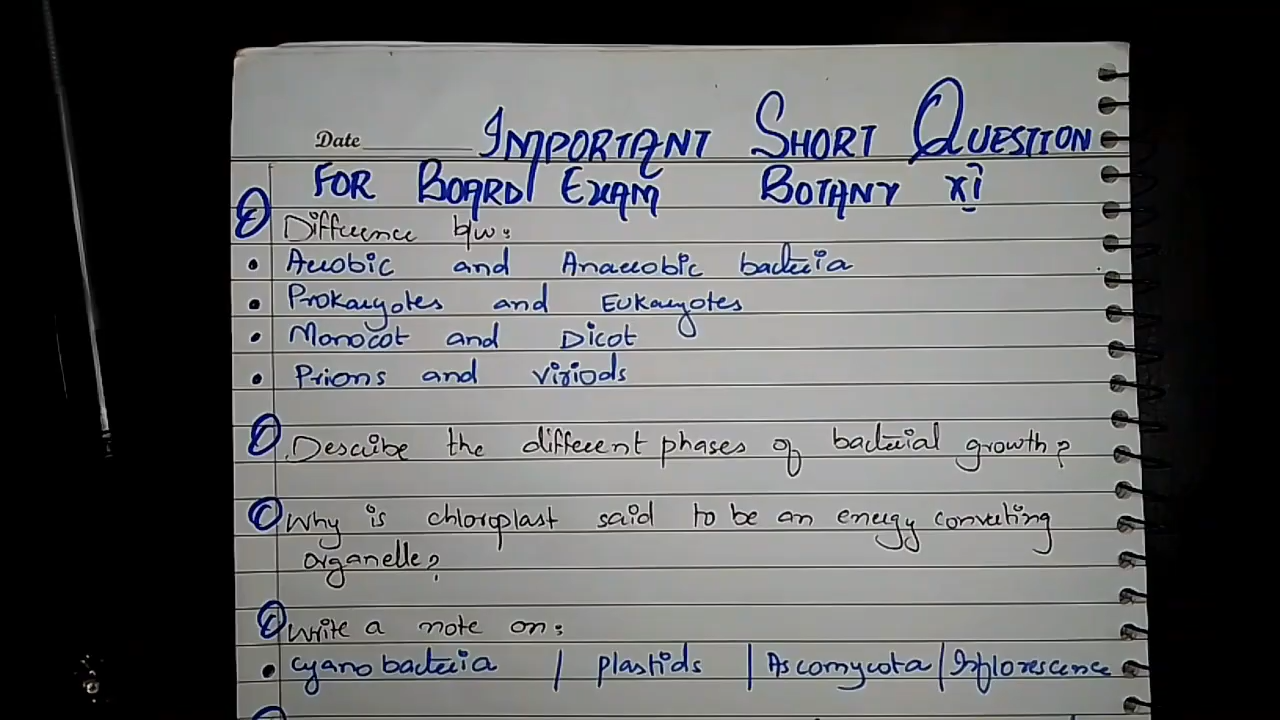 Date IMPORTANT SHORT QUESTION
FOR BOARD EXAM BOTANY XI
Q Difference b/w:
• Aerobic and Anaerobic bacteria
• Prokaryotes and Eukaryotes
• Monocot and Dicot
• Prions and viriods
Q Describe the different phases of bacterial growth?
Q Why is chloroplast said to be an energy converting
organelle?
Q Write a note on:
• cyanobacteria / plastids / Ascomycota / Inflorescence